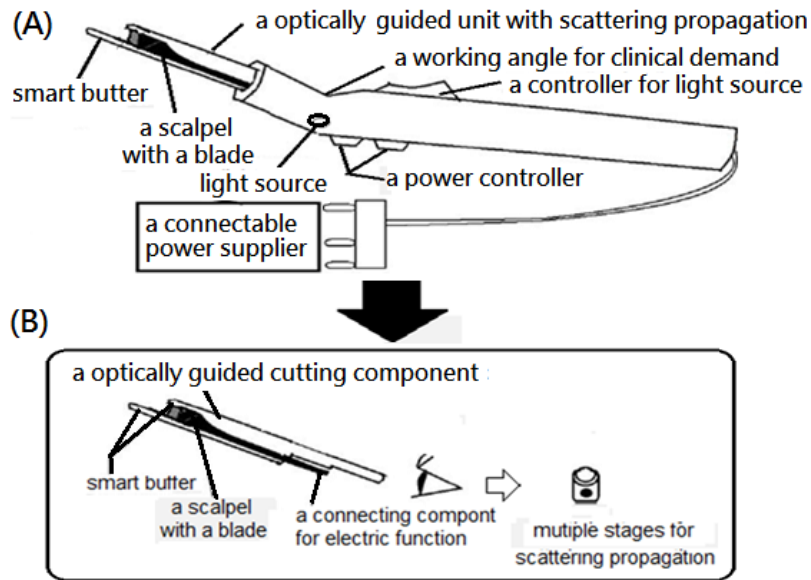 (A)
a optically guided unit with scattering propagation
a working angle for clinical demand
a controller for light source
smart butter
a scalpel
with a blade
light source
a power controller
a connectable
power supplier
(B)
a optically guided cutting component :
smart butter
a scalpel
with a blade
a connecting compont
for electric function
mutiple stages for
scattering propagation